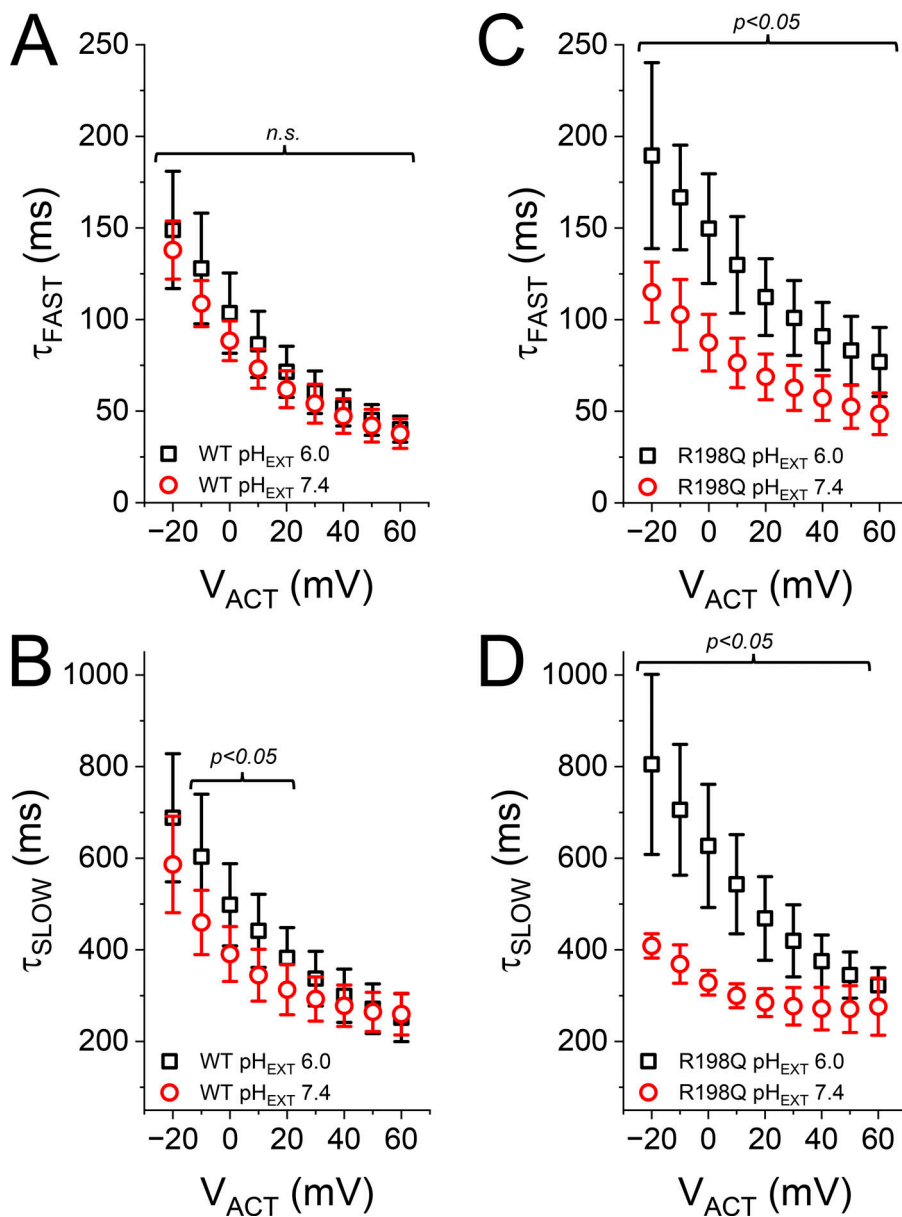 A
250
200
150
100
50
0
τFAST (ms)
n.s.
WT pHEXT 6.0
WT pHEXT 7.4
−20 0 20 40 60
VACT (mV)
C
250
200
150
100
50
0
τFAST (ms)
p<0.05
R198Q pHEXT 6.0
R198Q pHEXT 7.4
−20 0 20 40 60
VACT (mV)
B
1000
800
600
400
200
τSLOW (ms)
p<0.05
WT pHEXT 6.0
WT pHEXT 7.4
−20 0 20 40 60
VACT (mV)
D
1000
800
600
400
200
τSLOW (ms)
p<0.05
R198Q pHEXT 6.0
R198Q pHEXT 7.4
−20 0 20 40 60
VACT (mV)